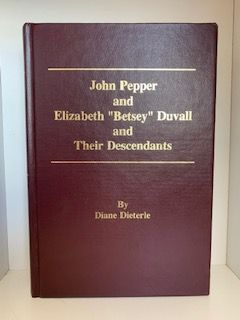 John Pepper
and
Elizabeth "Betsey" Duvall
and
Their Descendants
By
Diane Dieterle